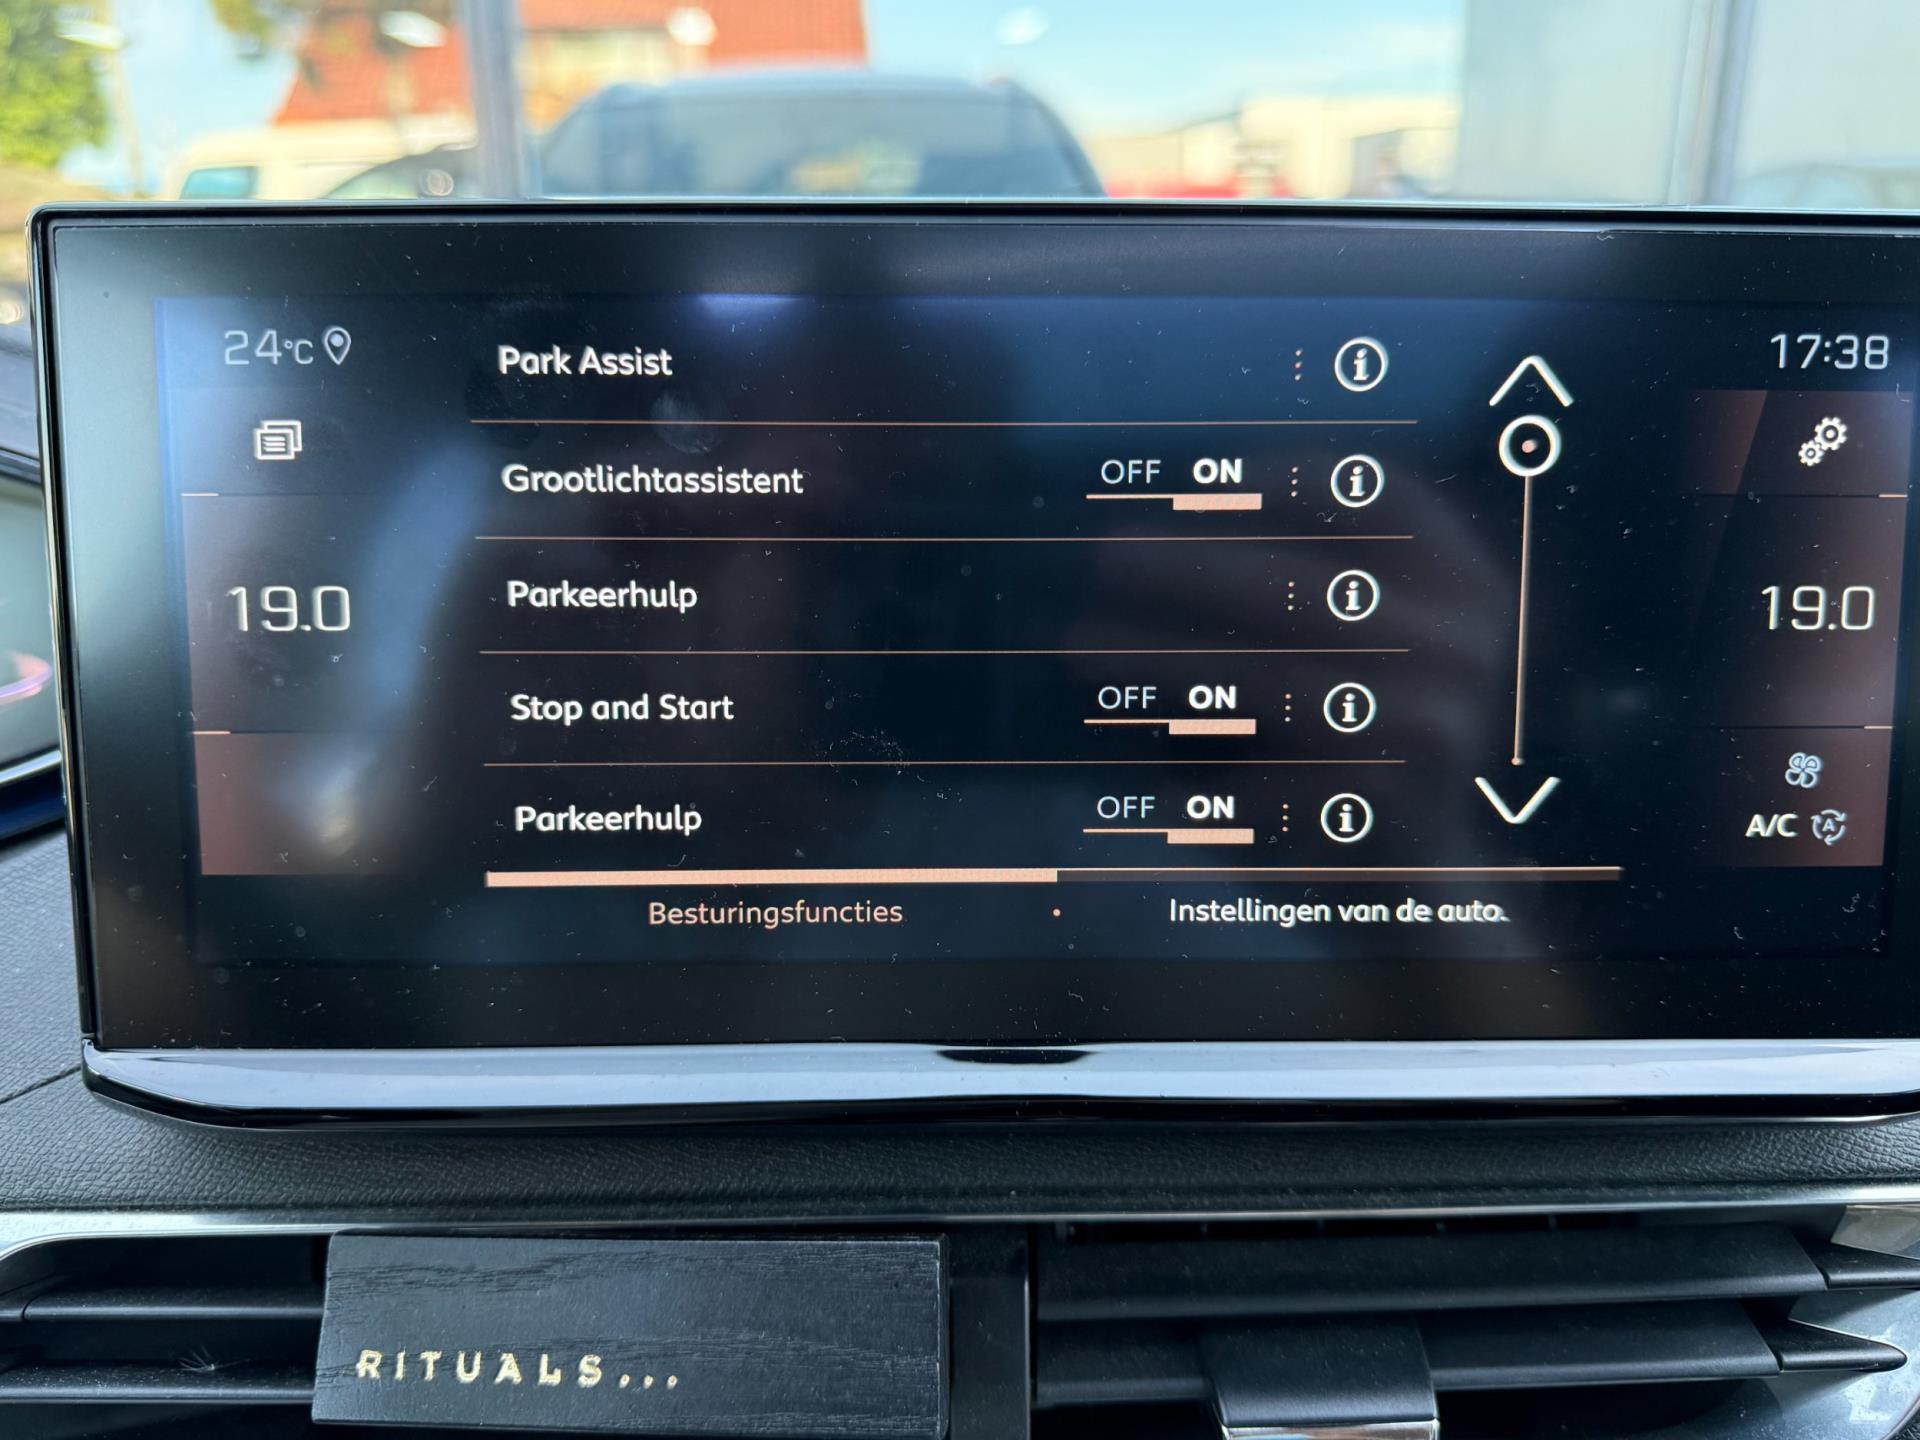 24°C
17:38
Park Assist
Grootlichtassistent OFF ON
19.0
Parkeerhulp
19.0
Stop and Start OFF ON
Parkeerhulp OFF ON
A/C
Besturingsfuncties
Instellingen van de auto.
RITUALS...